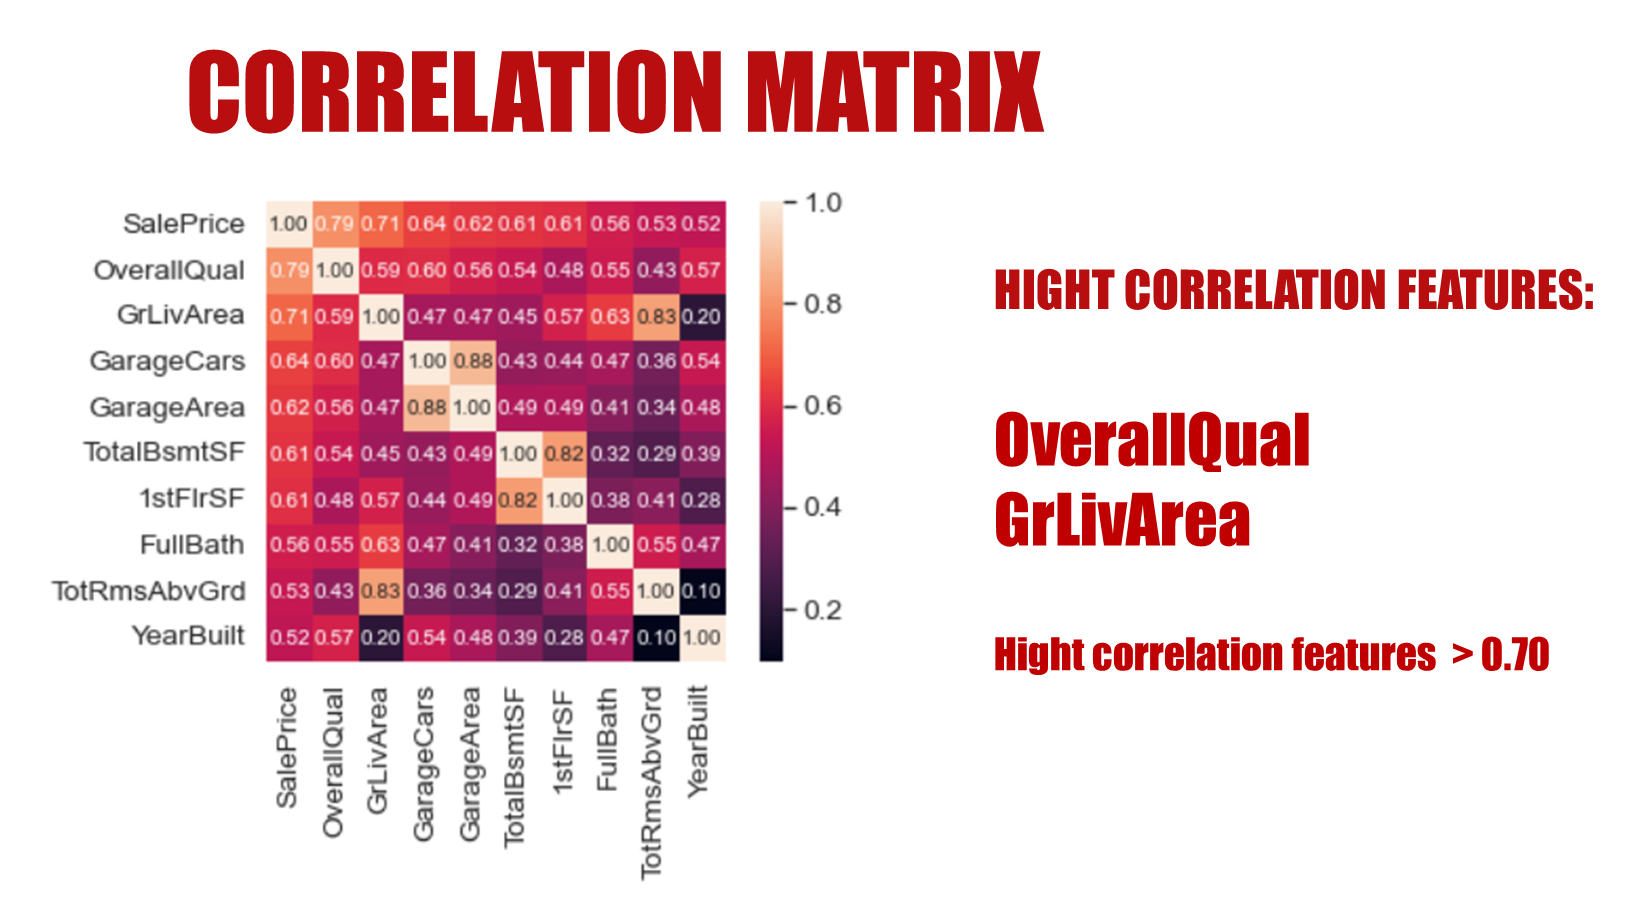 CORRELATION MATRIX
SalePrice 1.00 0.79 0.71 0.64 0.62 0.61 0.61 0.56 0.53 0.52
OverallQual 0.79 1.00 0.59 0.60 0.56 0.54 0.48 0.55 0.43 0.57
GrLivArea 0.71 0.59 1.00 0.47 0.47 0.45 0.57 0.63 0.83 0.20
GarageCars 0.64 0.60 0.47 1.00 0.88 0.43 0.44 0.47 0.36 0.54
GarageArea 0.62 0.56 0.47 0.88 1.00 0.49 0.49 0.41 0.34 0.48
TotalBsmtSF 0.61 0.54 0.45 0.43 0.49 1.00 0.82 0.32 0.29 0.39
1stFlrSF 0.61 0.48 0.57 0.44 0.49 0.82 1.00 0.38 0.41 0.28
FullBath 0.56 0.55 0.63 0.47 0.41 0.32 0.38 1.00 0.55 0.47
TotRmsAbvGrd 0.53 0.43 0.83 0.36 0.34 0.29 0.41 0.55 1.00 0.10
YearBuilt 0.52 0.57 0.20 0.54 0.48 0.39 0.28 0.47 0.10 1.00
SalePrice
OverallQual
GrLivArea
GarageCars
GarageArea
TotalBsmtSF
1stFlrSF
FullBath
TotRmsAbvGrd
YearBuilt
1.0
0.8
0.6
0.4
0.2
HIGHT CORRELATION FEATURES:
OverallQual
GrLivArea
Hight correlation features > 0.70